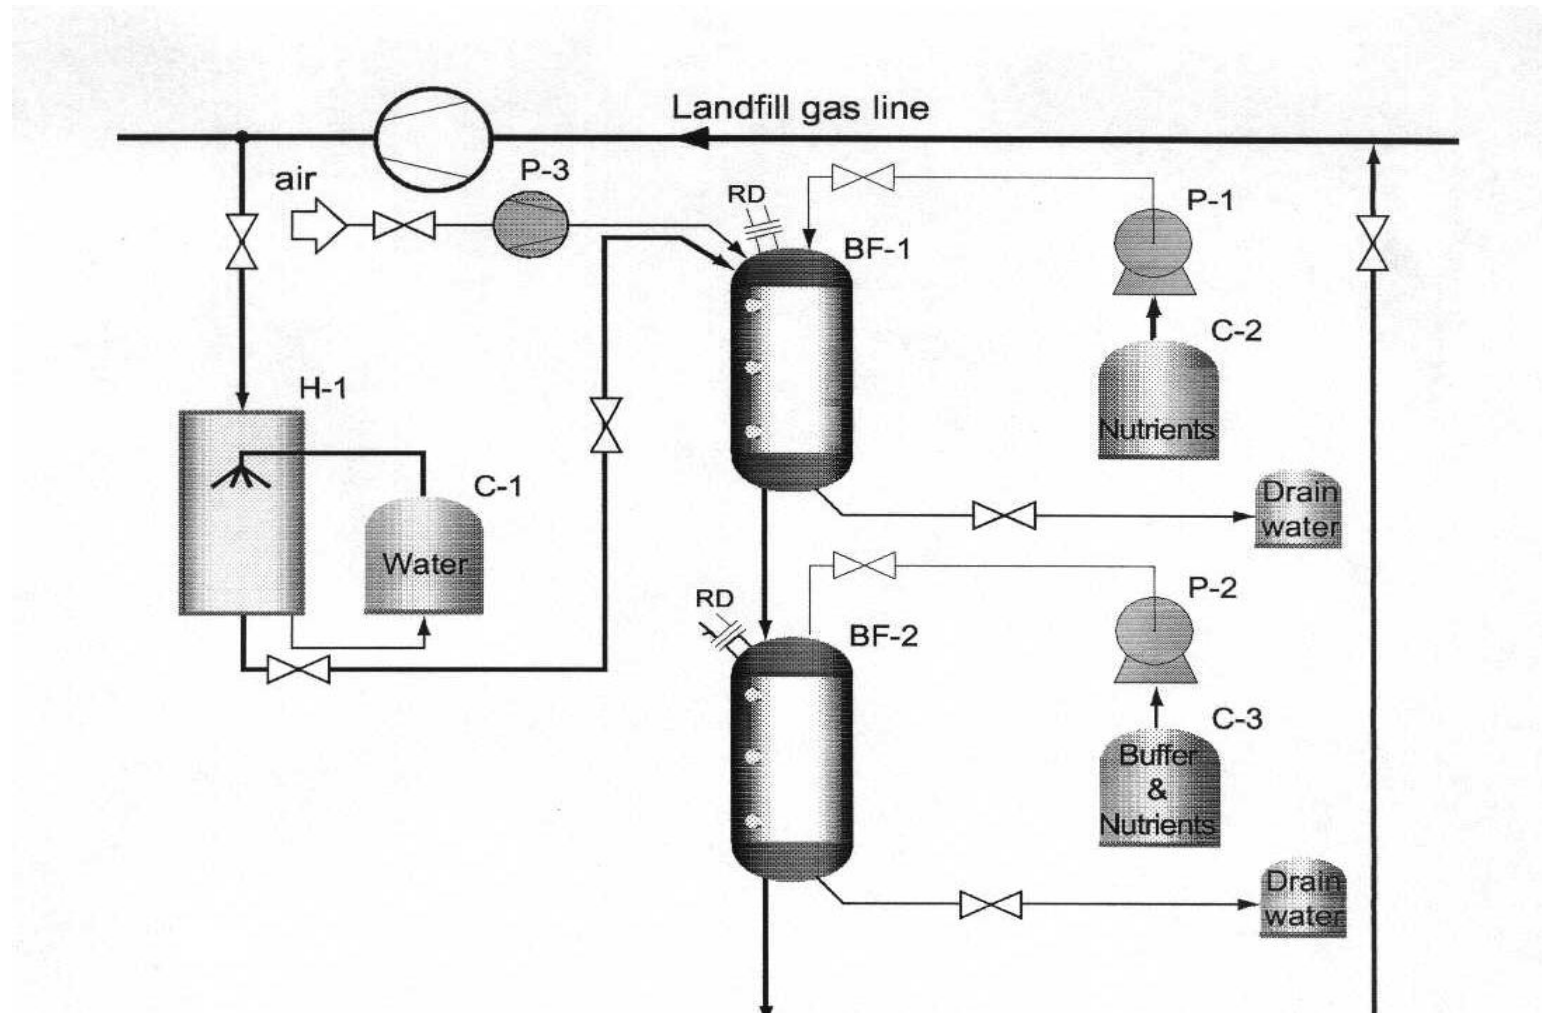 Landfill gas line
P-3
air
RD
P-1
BF-1
C-2
H-1
Nutrients
C-1
Drain
water
Water
P-2
RD
BF-2
C-3
Buffer
&
Nutrients
Drain
water